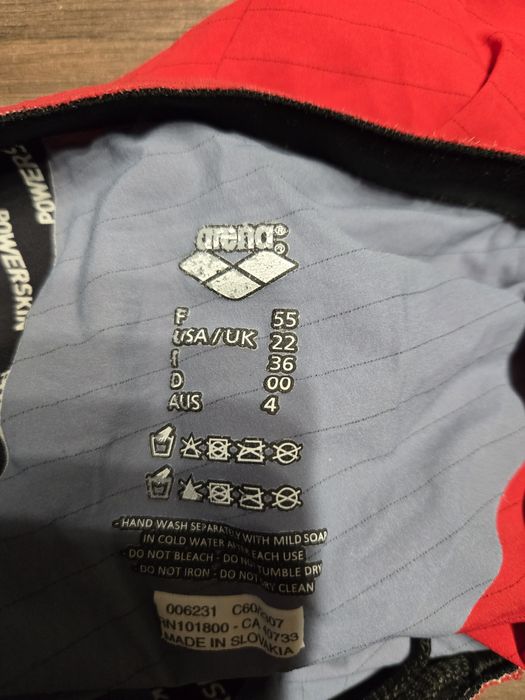 POWERSKIN
POWERSKIN
arena®
F 55
USA/UK 22
I 36
D 00
AUS 4
- HAND WASH SEPARATELY WITH MILD SOAP
IN COLD WATER AFTER EACH USE
- DO NOT BLEACH - DO NOT TUMBLE DRY
- DO NOT IRON - DO NOT DRY CLEAN
006231
RN101800 - CA
MADE IN SLOVAKIA